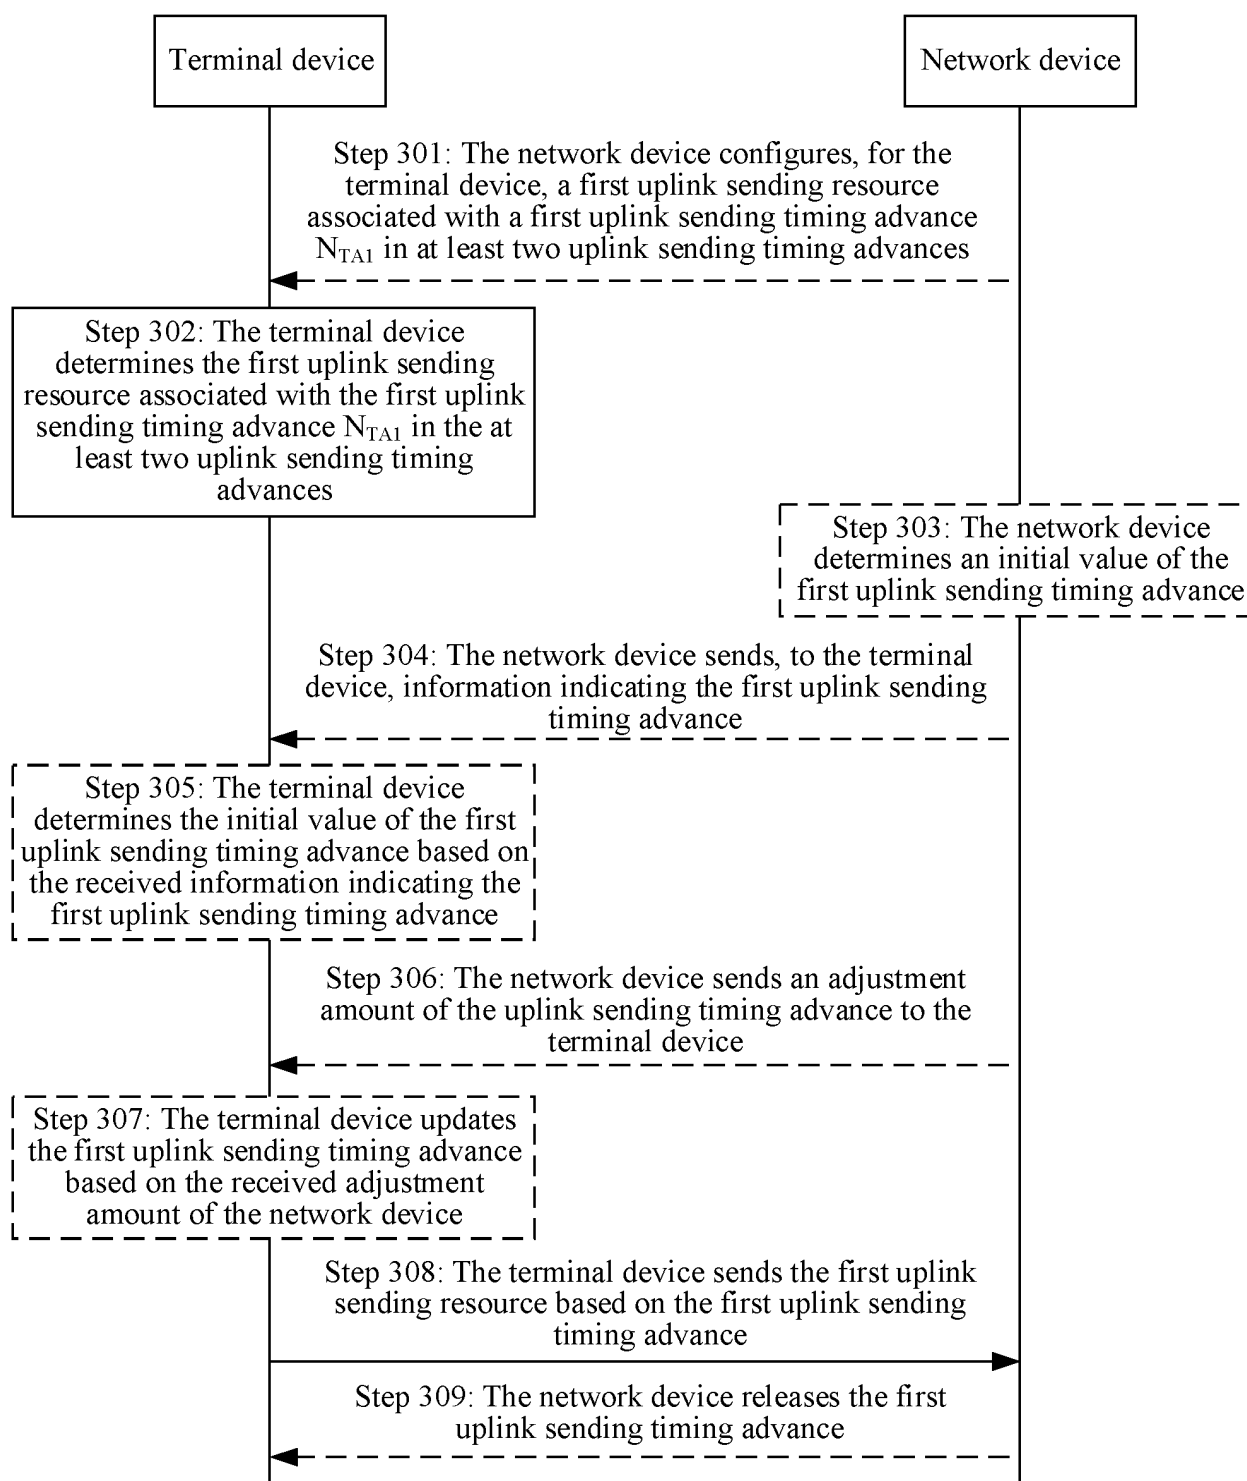 Terminal device
Network device
Step 301: The network device configures, for the
terminal device, a first uplink sending resource
associated with a first uplink sending timing advance
N_TA1 in at least two uplink sending timing advances
Step 302: The terminal device
determines the first uplink sending
resource associated with the first uplink
sending timing advance N_TA1 in the at
least two uplink sending timing
advances
Step 303: The network device
determines an initial value of the
first uplink sending timing advance
Step 304: The network device sends, to the terminal
device, information indicating the first uplink sending
timing advance
Step 305: The terminal device
determines the initial value of the first
uplink sending timing advance based on
the received information indicating the
first uplink sending timing advance
Step 306: The network device sends an adjustment
amount of the uplink sending timing advance to the
terminal device
Step 307: The terminal device updates
the first uplink sending timing advance
based on the received adjustment
amount of the network device
Step 308: The terminal device sends the first uplink
sending resource based on the first uplink sending
timing advance
Step 309: The network device releases the first
uplink sending timing advance